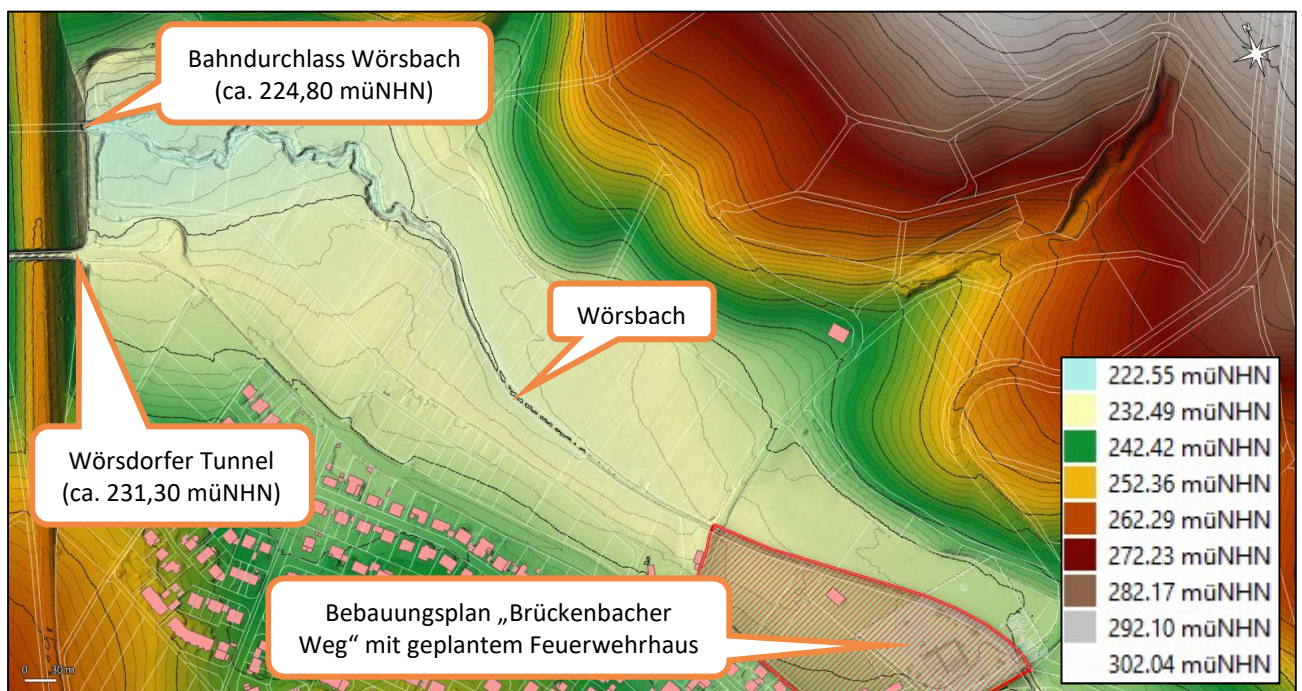 Bahndurchlass Wörsbach
(ca. 224,80 müNHN)
N
Wörsbach
Wörsdorfer Tunnel
(ca. 231,30 müNHN)
Bebauungsplan „Brückenbacher
Weg“ mit geplantem Feuerwehrhaus
222.55 müNHN
232.49 müNHN
242.42 müNHN
252.36 müNHN
262.29 müNHN
272.23 müNHN
282.17 müNHN
292.10 müNHN
302.04 müNHN
0 30 m